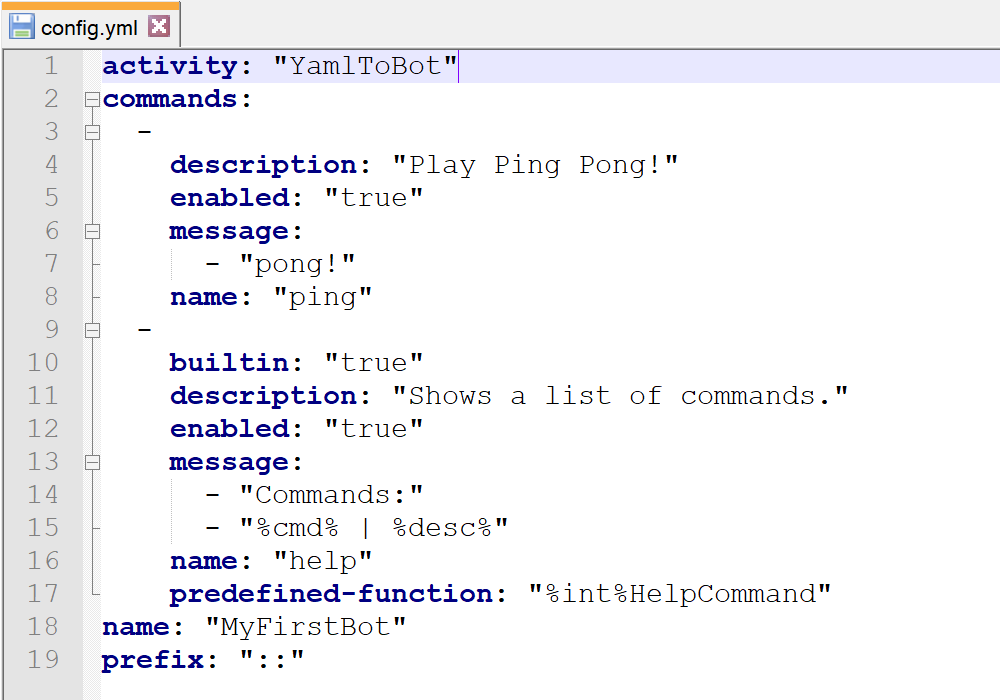 config.yml
1 activity: "YamlToBot"
2 commands:
3   -
4     description: "Play Ping Pong!"
5     enabled: "true"
6     message:
7       - "pong!"
8     name: "ping"
9   -
10     builtin: "true"
11     description: "Shows a list of commands."
12     enabled: "true"
13     message:
14       - "Commands:"
15       - "%cmd% | %desc%"
16     name: "help"
17     predefined-function: "%int%HelpCommand"
18 name: "MyFirstBot"
19 prefix: "::"